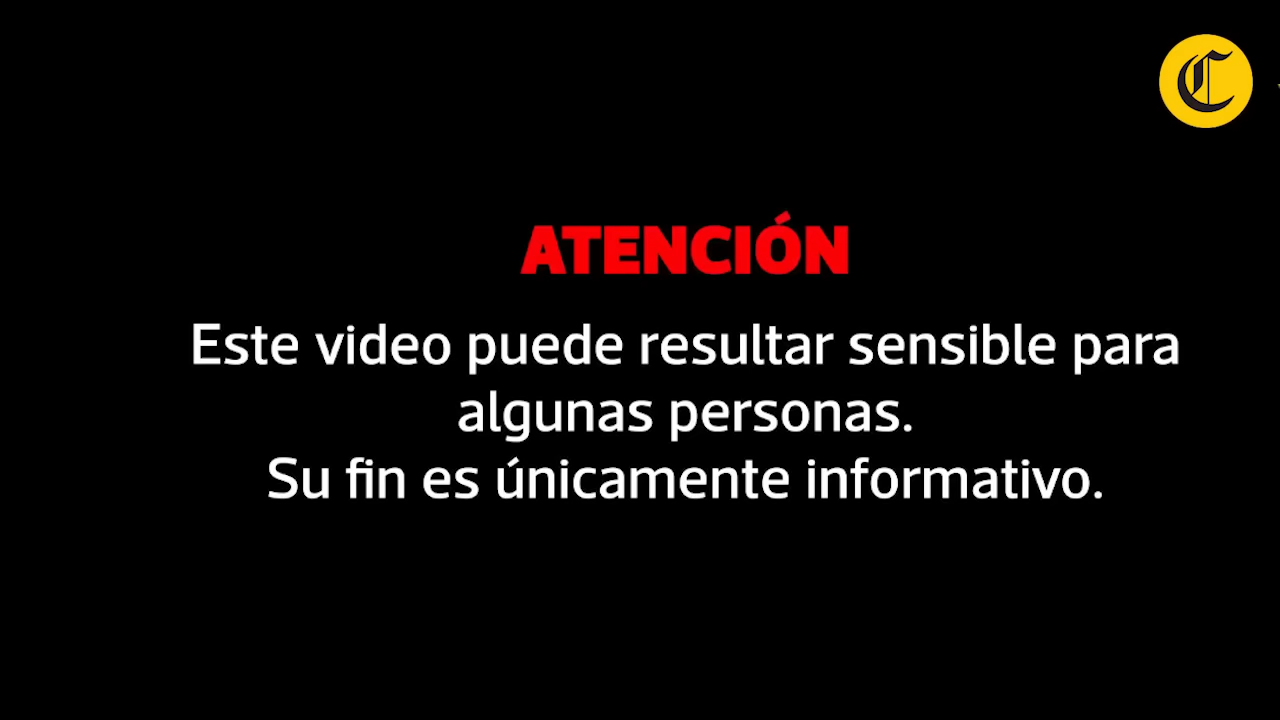 C
ATENCIÓN
Este video puede resultar sensible para
algunas personas.
Su fin es únicamente informativo.